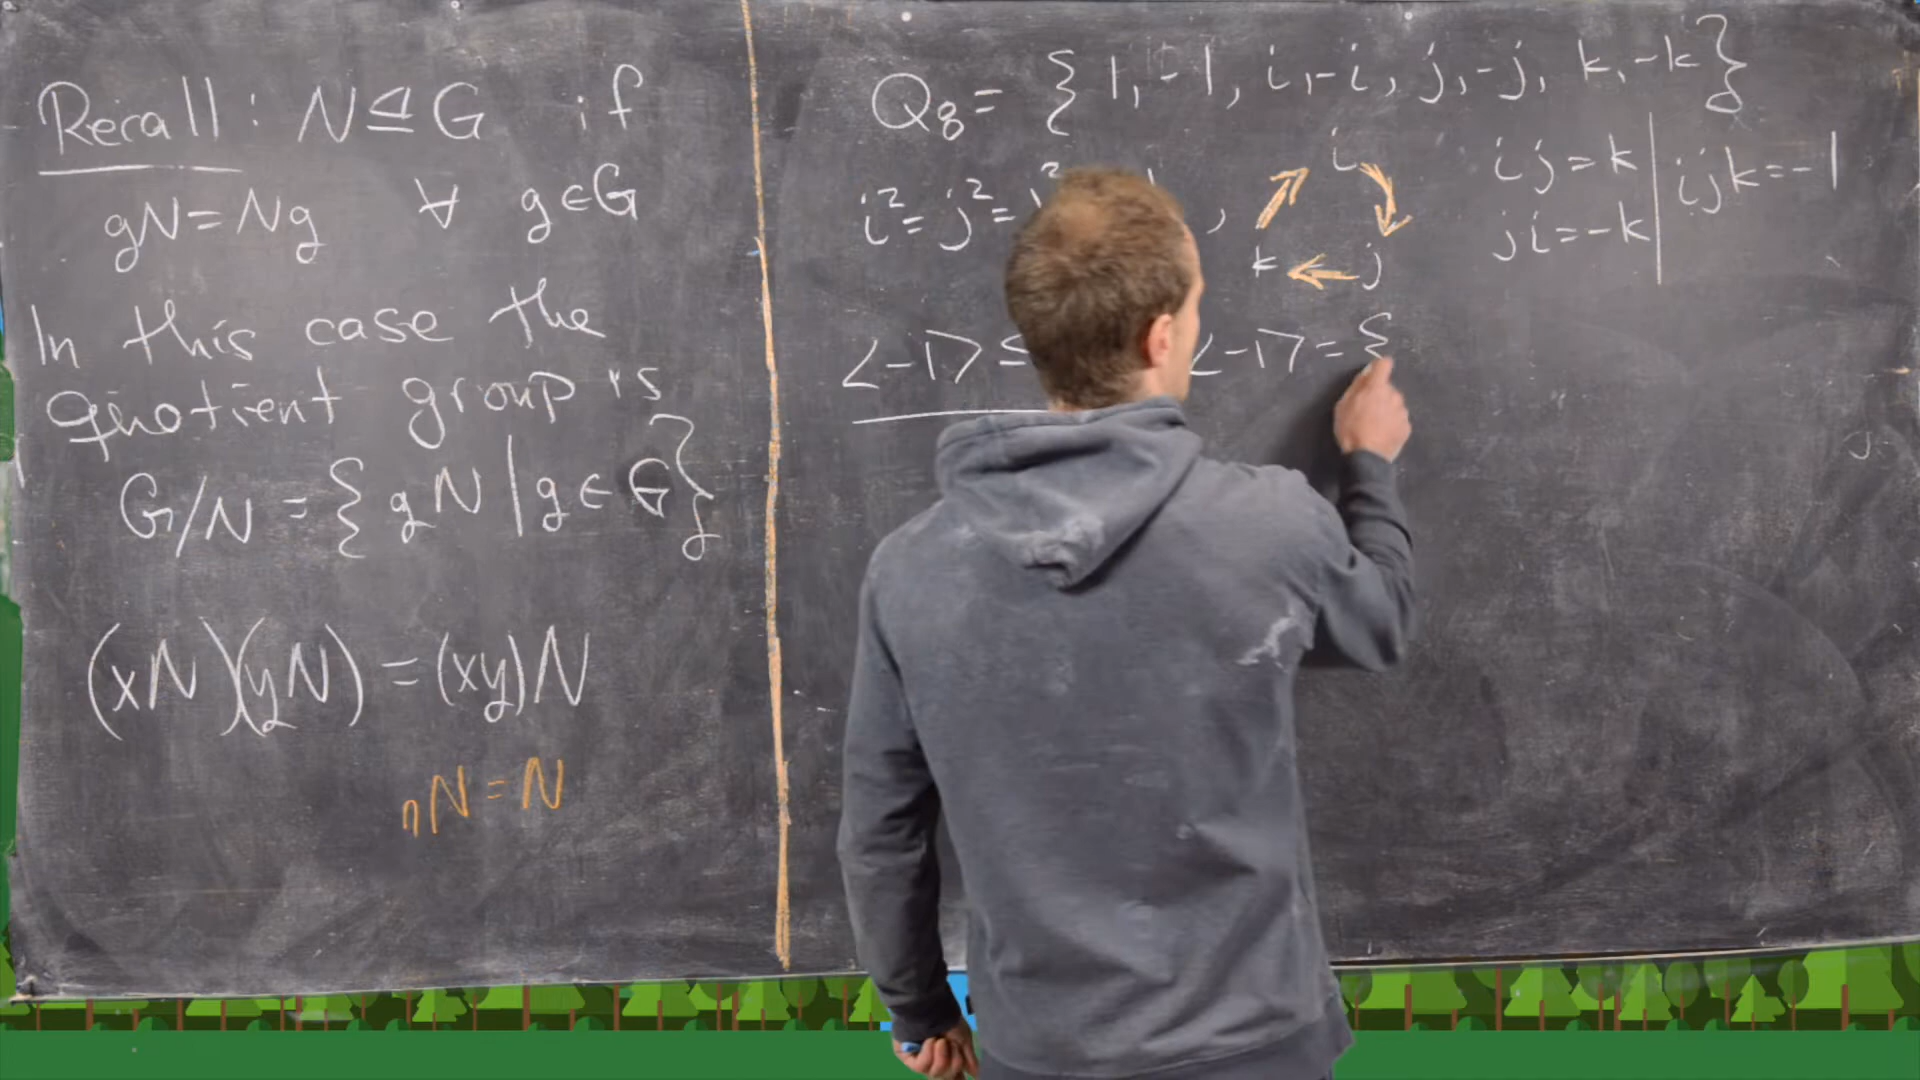 Recall: N⊴G if
gN=Ng ∀ g∈G
In this case the
quotient group is
G/N = { gN | g∈G }
(xN)(yN) = (xy)N
nN = N
Q₈ = { 1, -1, i, -i, j, -j, k, -k }
i² = j² =
i
k j
ij = k
ji = -k
ijk = -1
<-1> ≤
<-1> = {